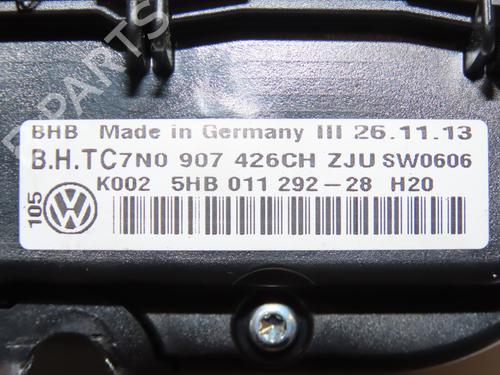 B-PARTS
BHB Made in Germany III 26.11.13
B.H.TC7N0 907 426CH ZJU SW0606
K002 5HB 011 292-28 H20
105